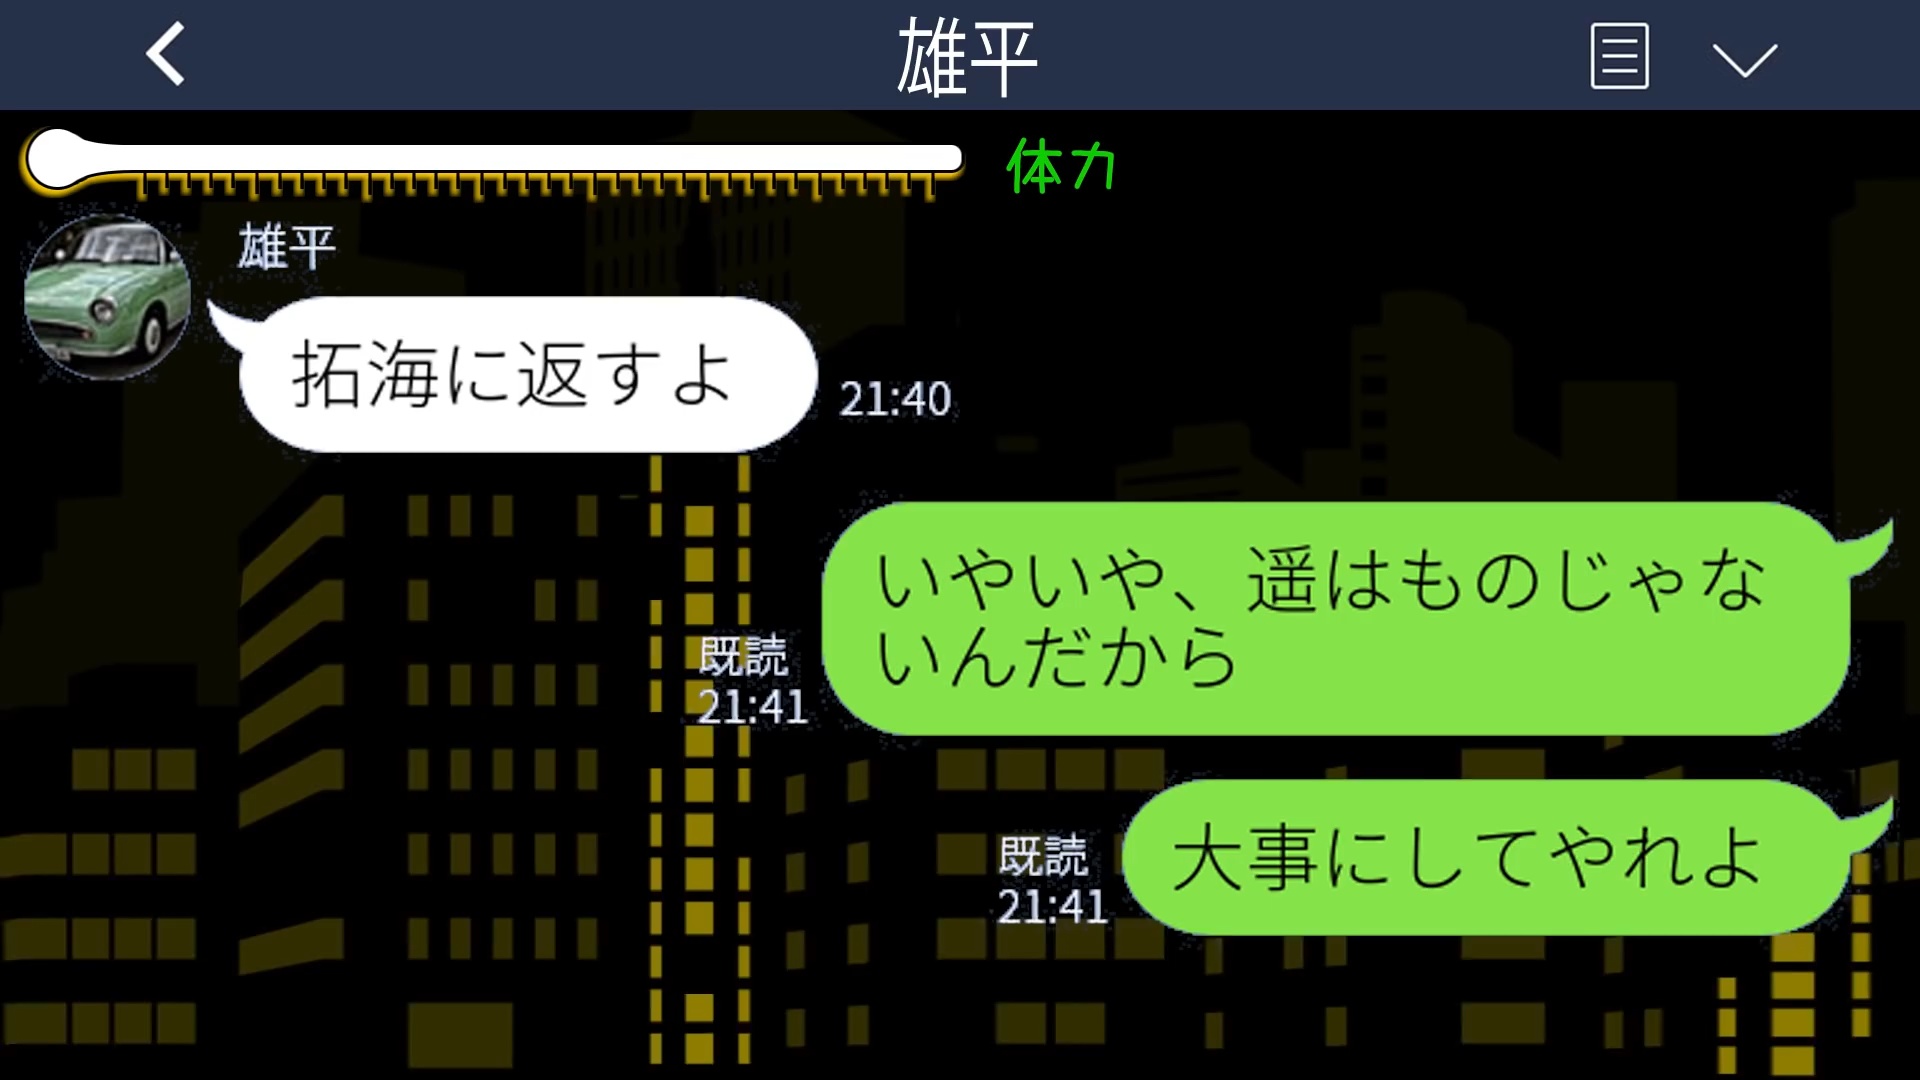 雄平
体力
雄平
拓海に返すよ
21:40
いやいや、遥はものじゃな
いんだから
既読
21:41
大事にしてやれよ
既読
21:41